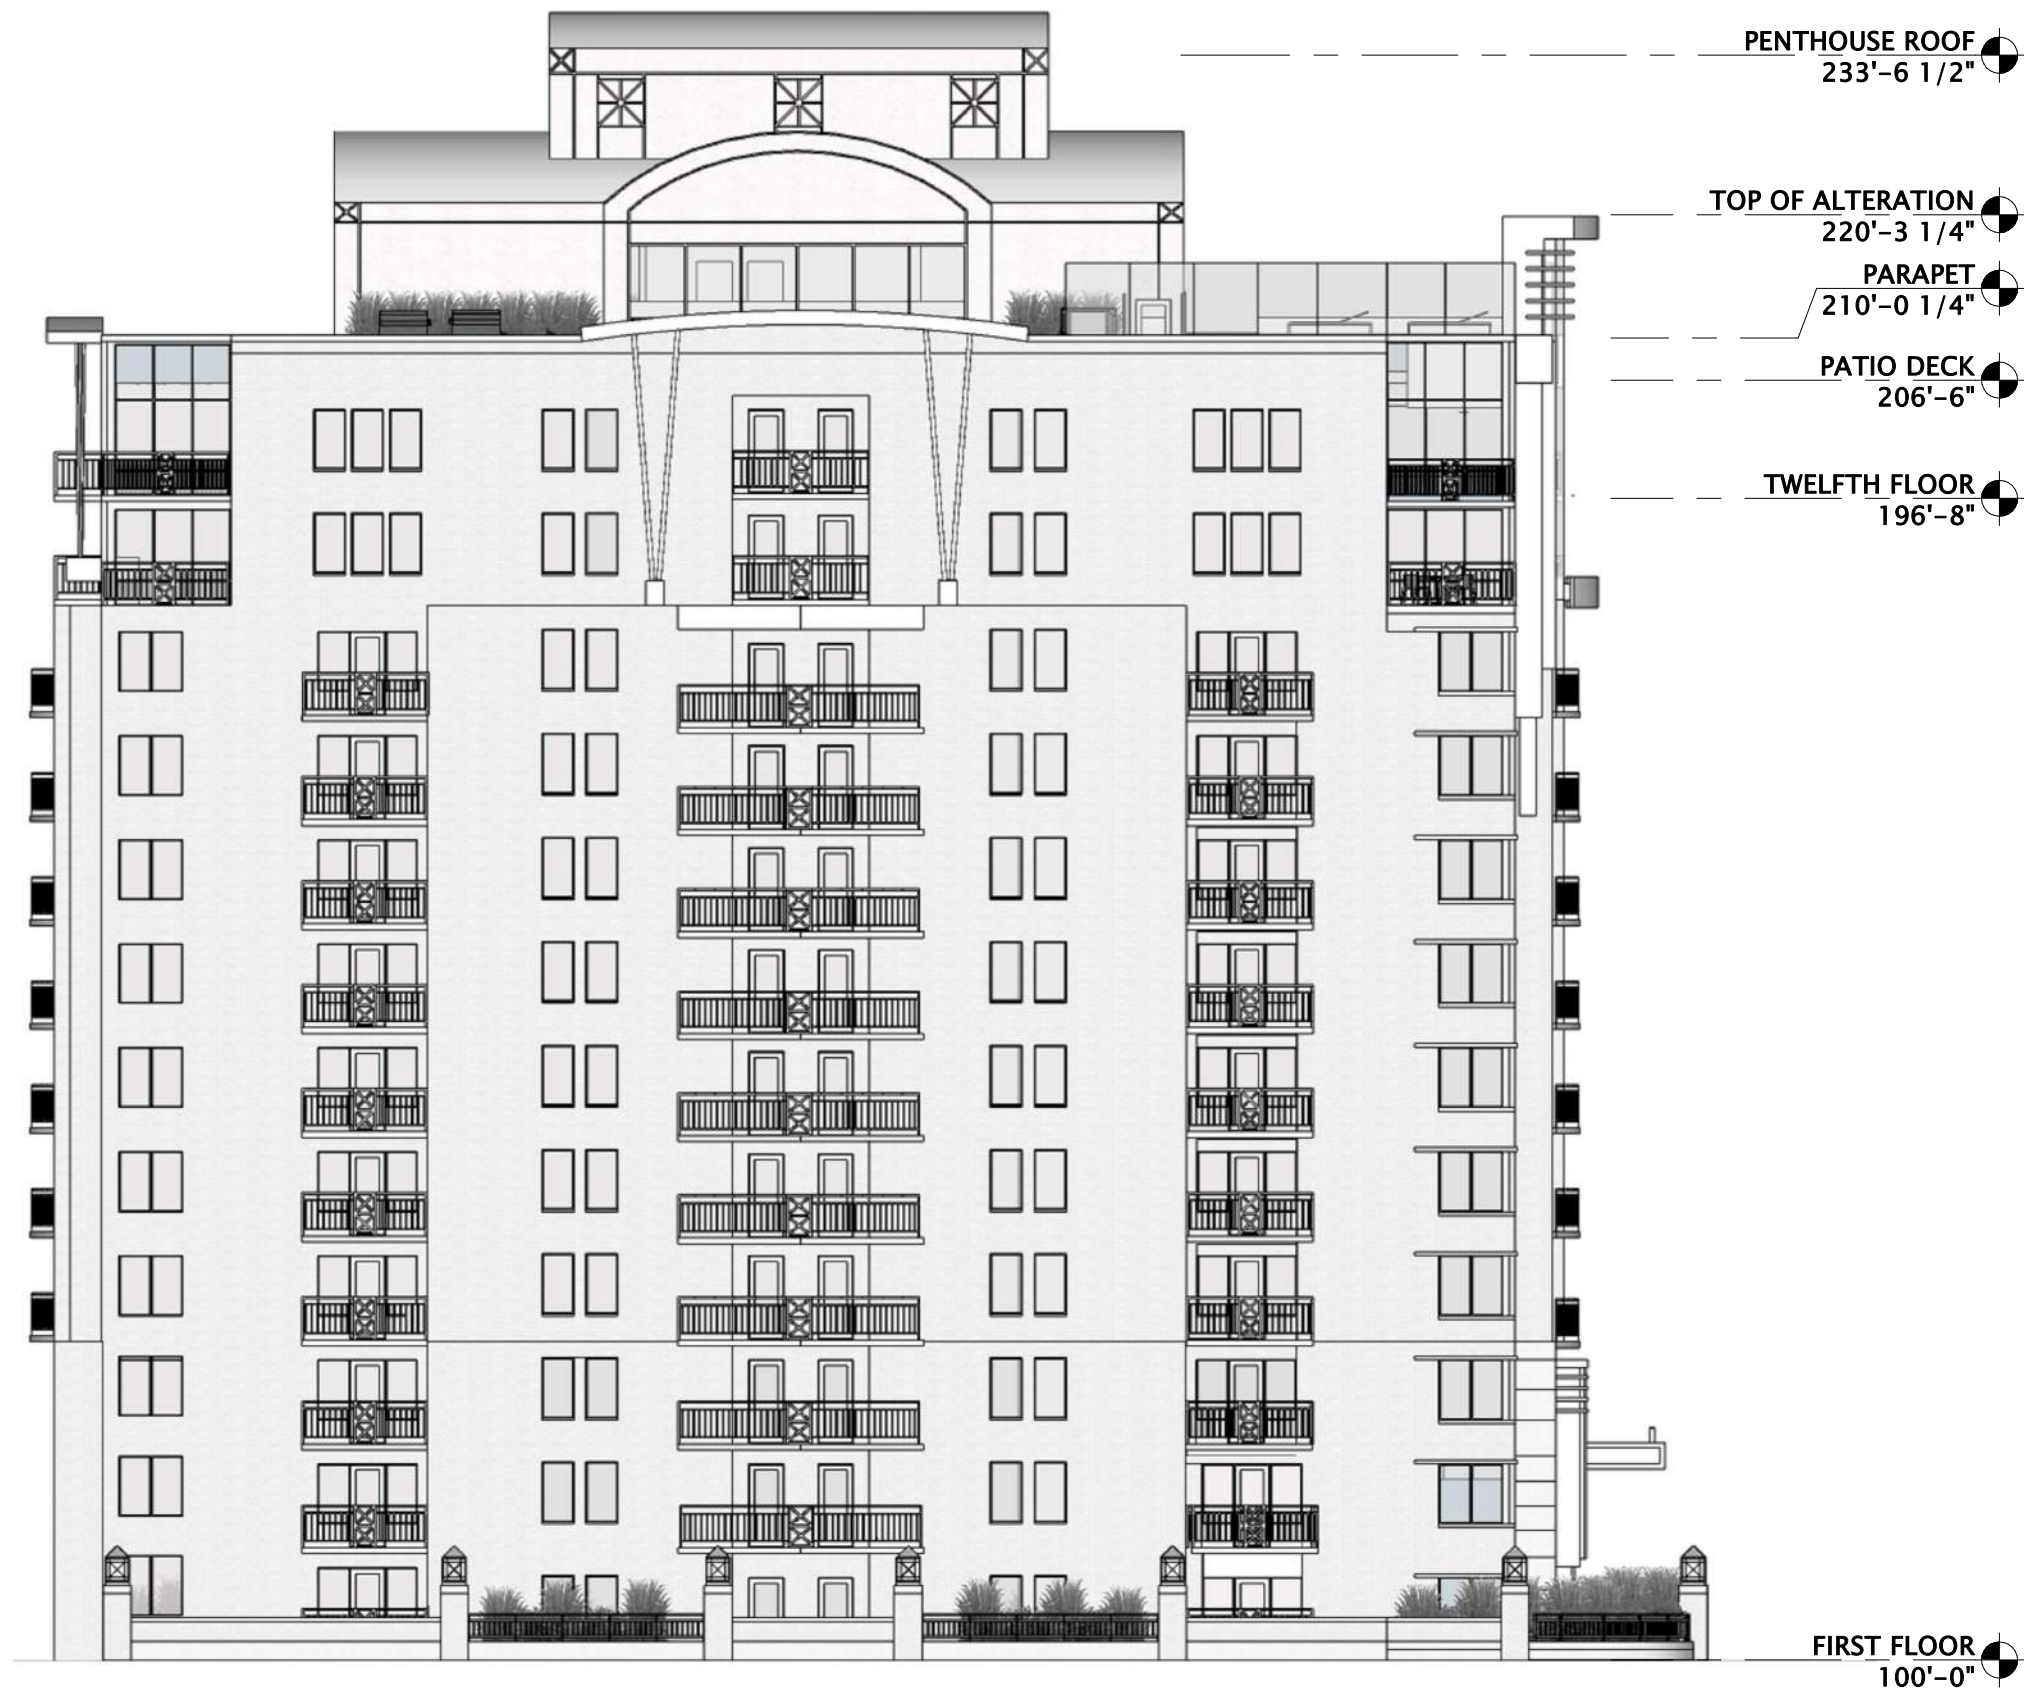 PENTHOUSE ROOF
233'-6 1/2"
TOP OF ALTERATION
220'-3 1/4"
PARAPET
210'-0 1/4"
PATIO DECK
206'-6"
TWELFTH FLOOR
196'-8"
FIRST FLOOR
100'-0"